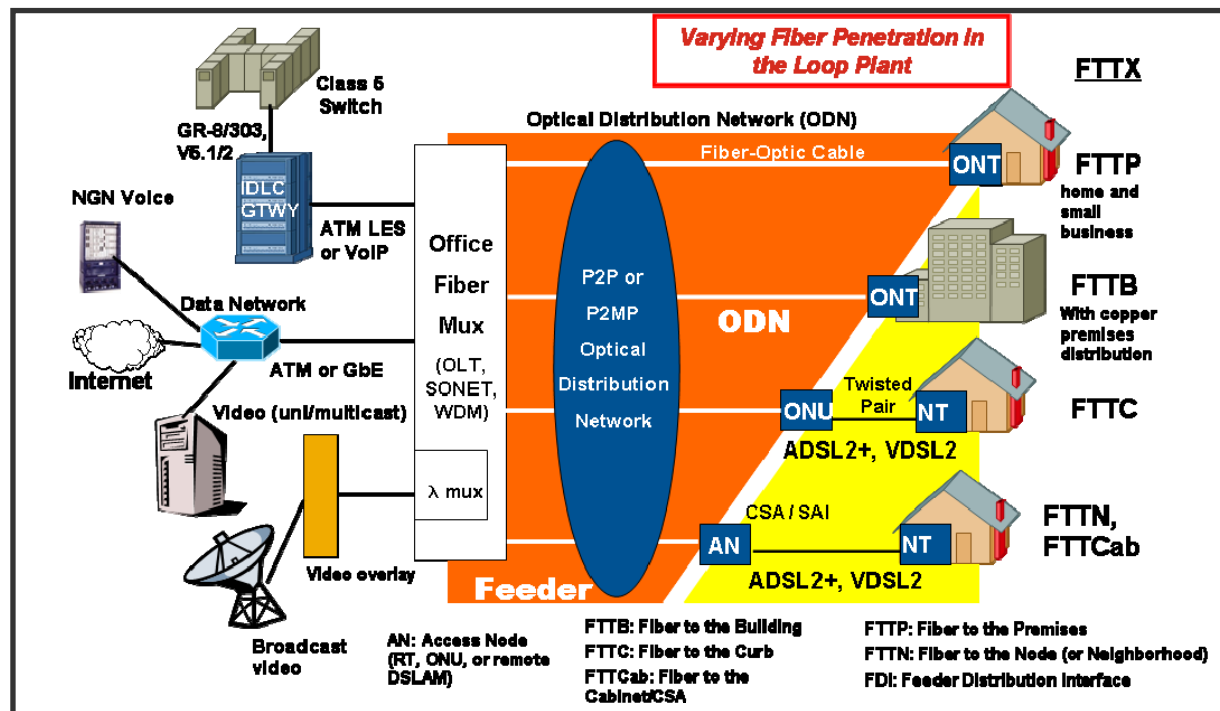 Varying Fiber Penetration in
the Loop Plant
FTTX
Class 5
Switch
GR-8/303,
V5.1/2
Optical Distribution Network (ODN)
Fiber-Optic Cable
ONT
FTTP
home and
small
business
IDLC
GTWY
NGN Voice
ATM LES
or VoIP
Office
Fiber
Mux
(OLT,
SONET,
WDM)
λ mux
P2P or
P2MP
Optical
Distribution
Network
ODN
ONT
FTTB
With copper
premises
distribution
Data Network
Internet
ATM or GbE
Video (uni/multicast)
ONU
Twisted
Pair
NT
FTTC
ADSL2+, VDSL2
CSA / SAI
AN
NT
FTTN,
FTTCab
ADSL2+, VDSL2
Video overlay
Feeder
Broadcast
video
AN: Access Node
(RT, ONU, or remote
DSLAM)
FTTB: Fiber to the Building
FTTC: Fiber to the Curb
FTTCab: Fiber to the
Cabinet/CSA
FTTP: Fiber to the Premises
FTTN: Fiber to the Node (or Neighborhood)
FDI: Feeder Distribution Interface